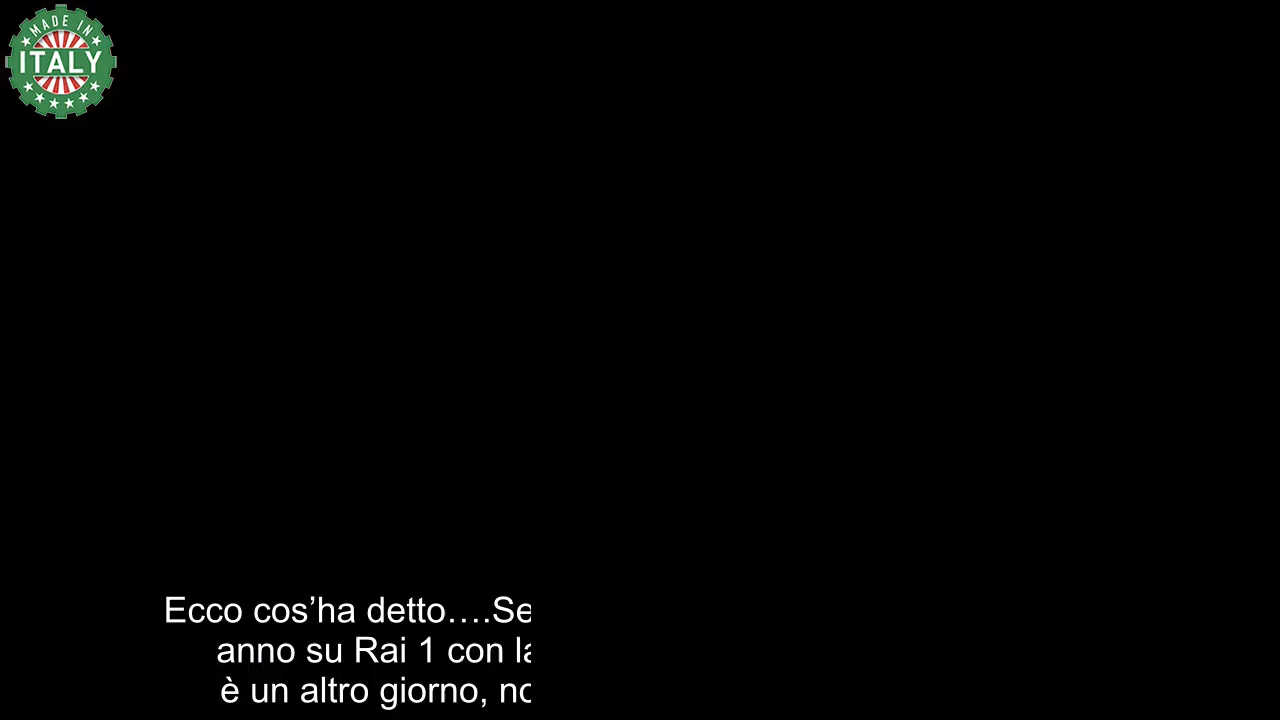 MADE IN
ITALY
Ecco cos’ha detto….Se
anno su Rai 1 con la
è un altro giorno, no